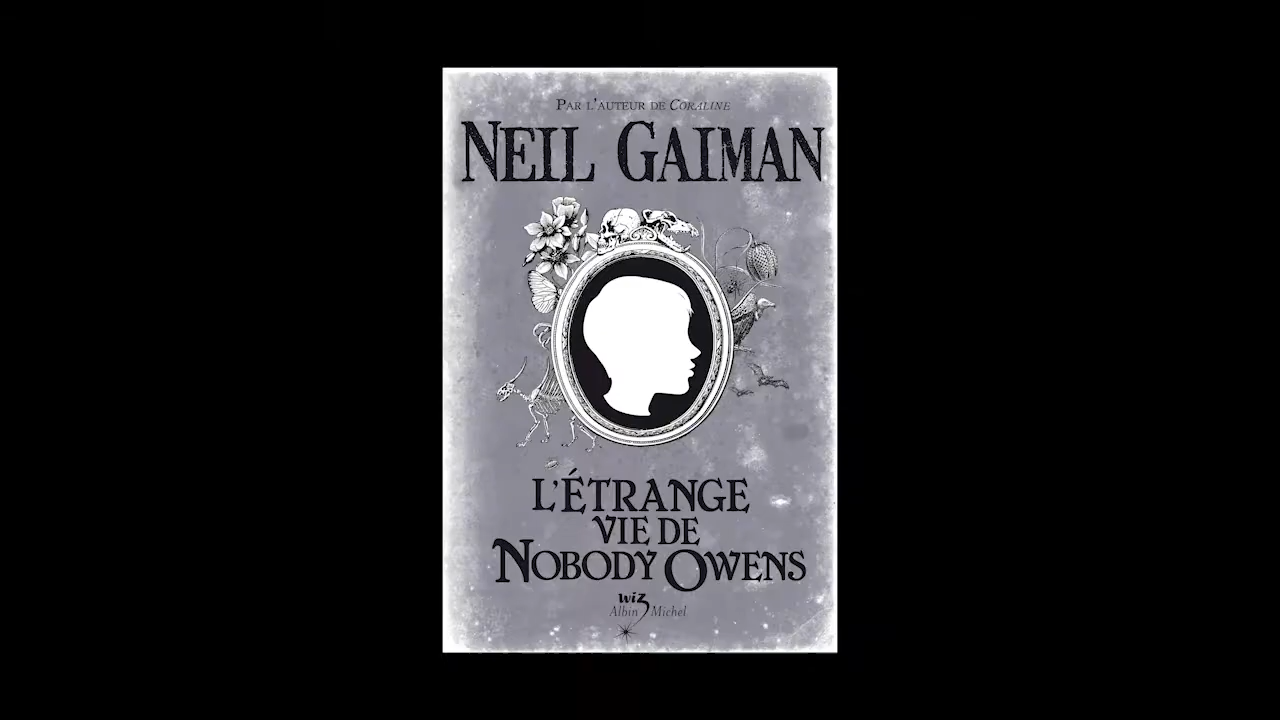 PAR L'AUTEUR DE CORALINE
NEIL GAIMAN
L'ÉTRANGE
VIE DE
NOBODY OWENS
wiz
Albin Michel